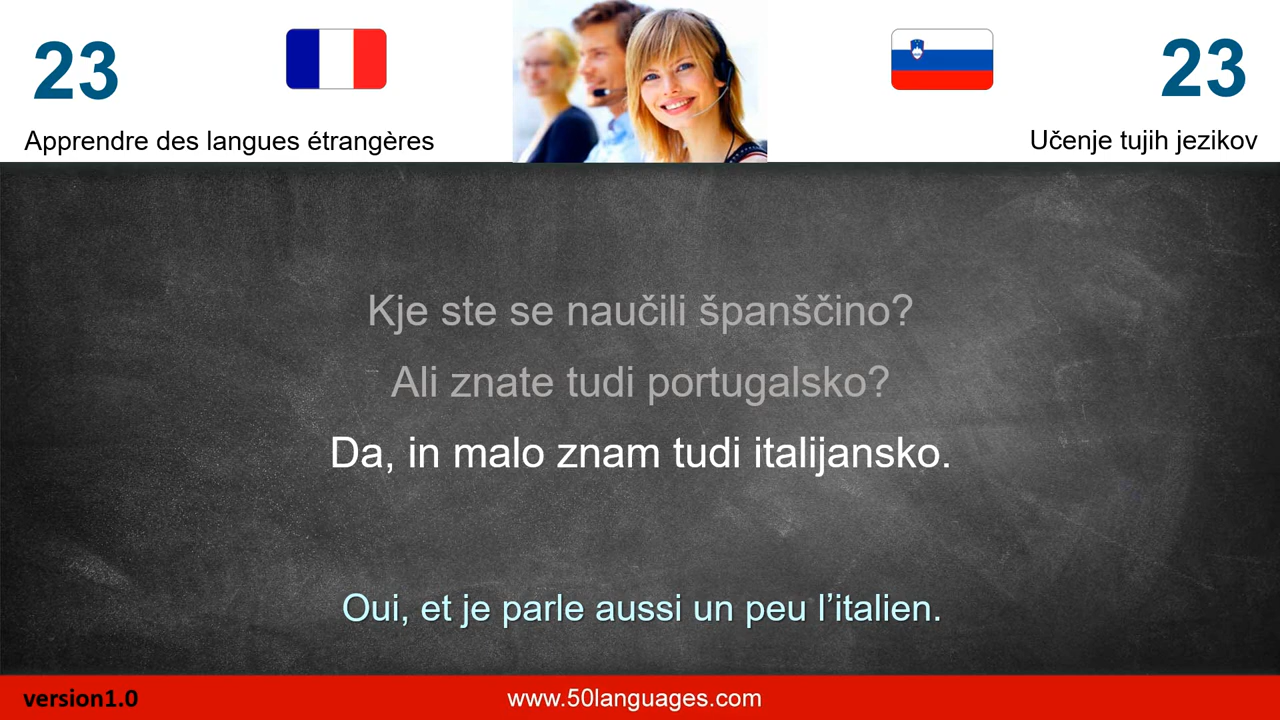 23
23
Apprendre des langues étrangères
Učenje tujih jezikov
Kje ste se naučili španščino?
Ali znate tudi portugalsko?
Da, in malo znam tudi italijansko.
Oui, et je parle aussi un peu l’italien.
version1.0
www.50languages.com